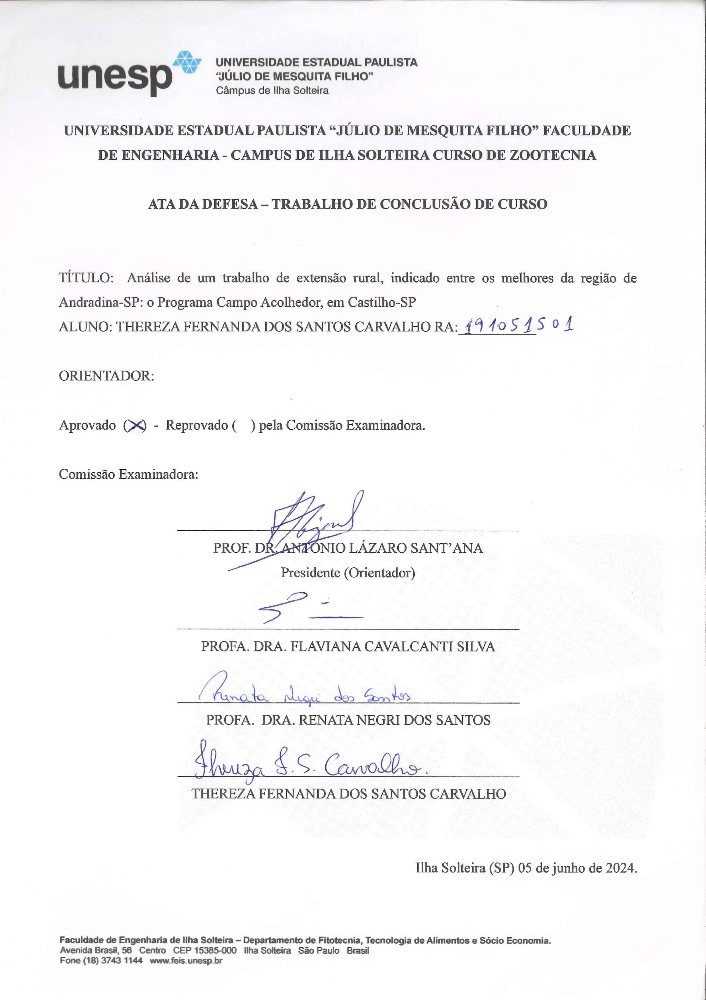 unesp
UNIVERSIDADE ESTADUAL PAULISTA
“JÚLIO DE MESQUITA FILHO”
Câmpus de Ilha Solteira
UNIVERSIDADE ESTADUAL PAULISTA “JÚLIO DE MESQUITA FILHO” FACULDADE
DE ENGENHARIA - CAMPUS DE ILHA SOLTEIRA CURSO DE ZOOTECNIA
ATA DA DEFESA – TRABALHO DE CONCLUSÃO DE CURSO
TÍTULO: Análise de um trabalho de extensão rural, indicado entre os melhores da região de
Andradina-SP: o Programa Campo Acolhedor, em Castilho-SP
ALUNO: THEREZA FERNANDA DOS SANTOS CARVALHO RA: 191051501
ORIENTADOR:
Aprovado (X) - Reprovado ( ) pela Comissão Examinadora.
Comissão Examinadora:
PROF. DR. ANTONIO LÁZARO SANT’ANA
Presidente (Orientador)
PROFA. DRA. FLAVIANA CAVALCANTI SILVA
Renata Negri dos Santos
PROFA. DRA. RENATA NEGRI DOS SANTOS
Thereza F. S. Carvalho.
THEREZA FERNANDA DOS SANTOS CARVALHO
Ilha Solteira (SP) 05 de junho de 2024.
Faculdade de Engenharia de Ilha Solteira – Departamento de Fitotecnia, Tecnologia de Alimentos e Sócio Economia.
Avenida Brasil, 56 Centro CEP 15385-000 Ilha Solteira São Paulo Brasil
Fone (18) 3743 1144 www.feis.unesp.br